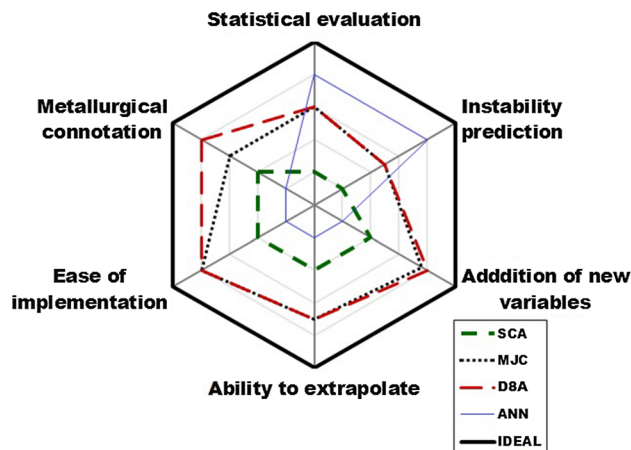 Statistical evaluation
Metallurgical
connotation
Instability
prediction
Ease of
implementation
Adddition of new
variables
Ability to extrapolate
SCA
MJC
D8A
ANN
IDEAL